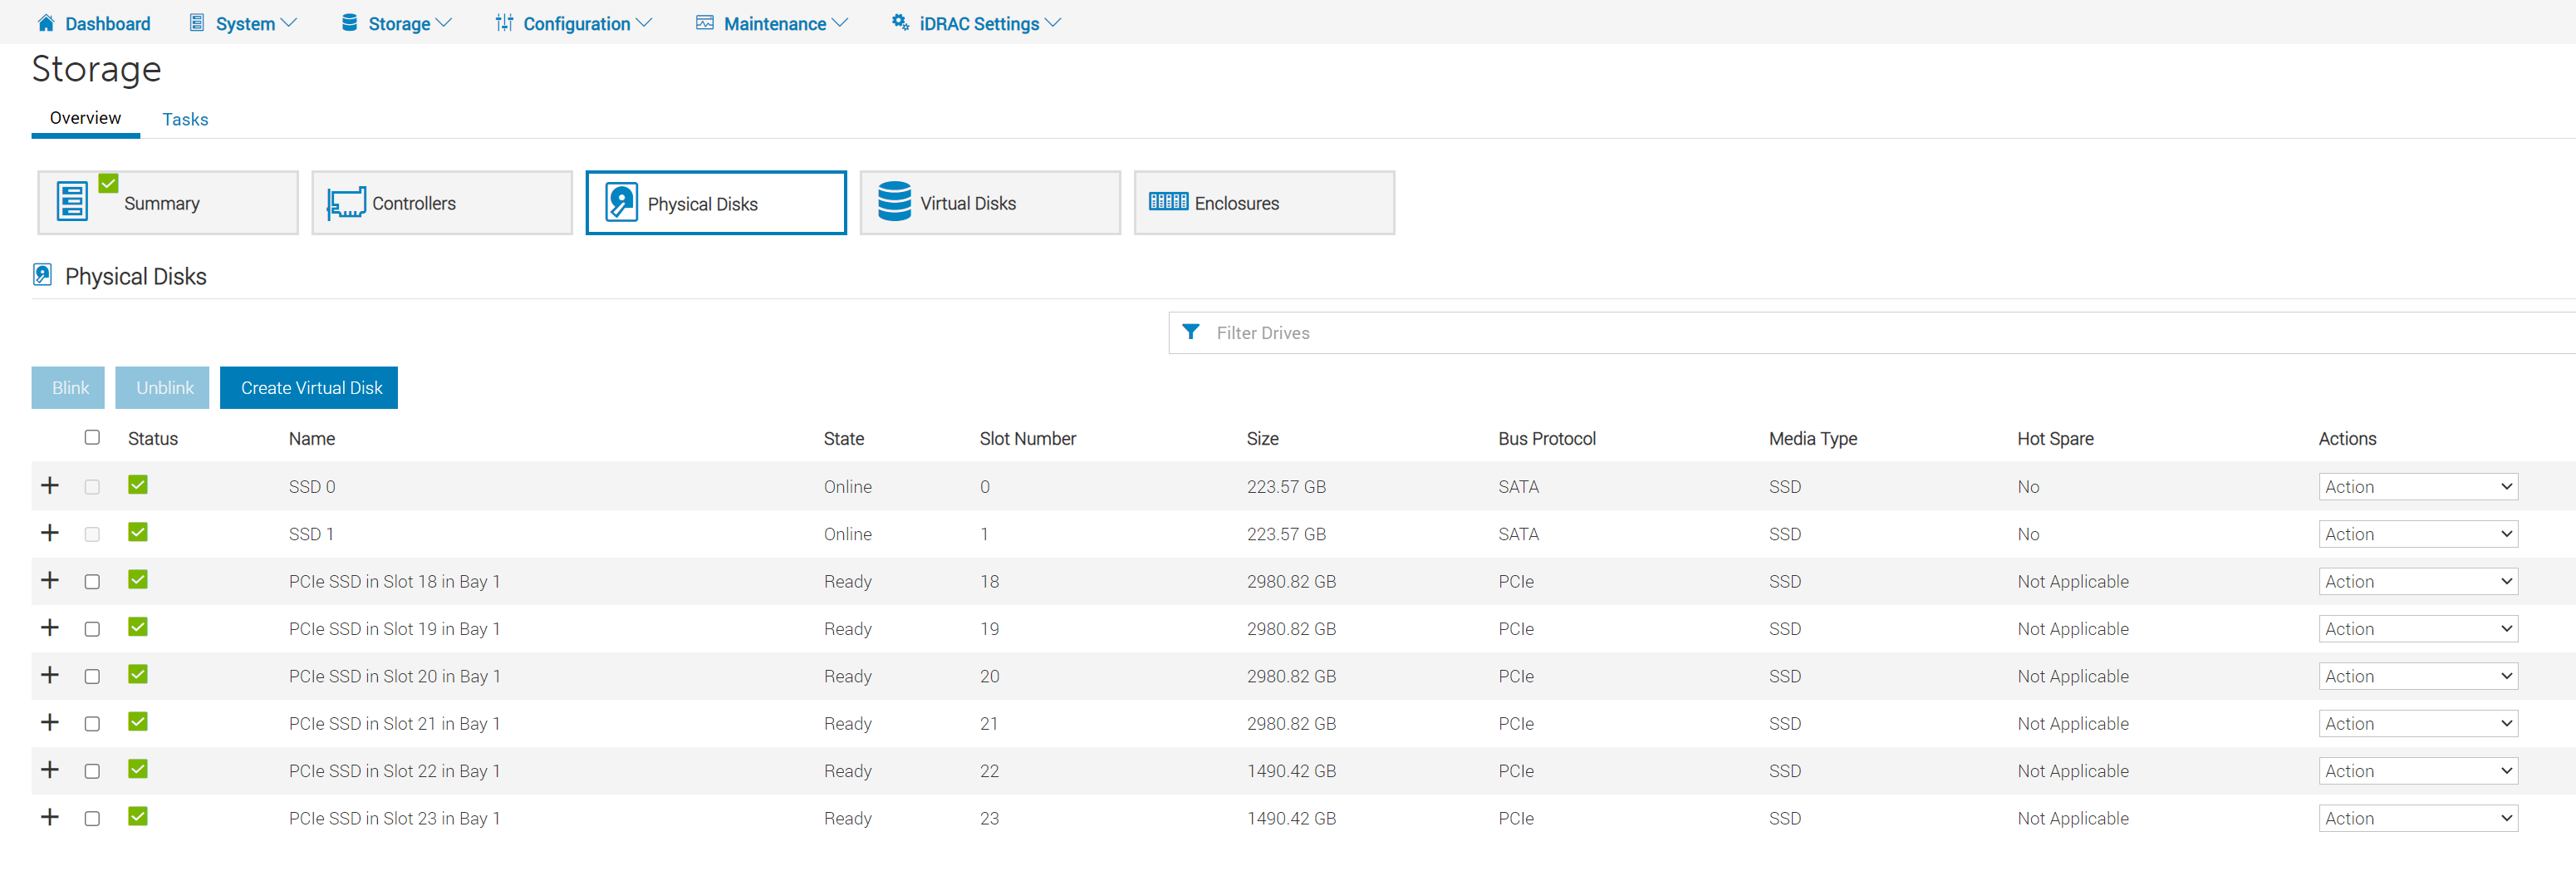 Dashboard System Storage Configuration Maintenance iDRAC Settings
Storage
Overview Tasks
Summary Controllers Physical Disks Virtual Disks Enclosures
Physical Disks
Filter Drives
Blink Unblink Create Virtual Disk
Status Name State Slot Number Size Bus Protocol Media Type Hot Spare Actions
SSD 0 Online 0 223.57 GB SATA SSD No Action
SSD 1 Online 1 223.57 GB SATA SSD No Action
PCIe SSD in Slot 18 in Bay 1 Ready 18 2980.82 GB PCIe SSD Not Applicable Action
PCIe SSD in Slot 19 in Bay 1 Ready 19 2980.82 GB PCIe SSD Not Applicable Action
PCIe SSD in Slot 20 in Bay 1 Ready 20 2980.82 GB PCIe SSD Not Applicable Action
PCIe SSD in Slot 21 in Bay 1 Ready 21 2980.82 GB PCIe SSD Not Applicable Action
PCIe SSD in Slot 22 in Bay 1 Ready 22 1490.42 GB PCIe SSD Not Applicable Action
PCIe SSD in Slot 23 in Bay 1 Ready 23 1490.42 GB PCIe SSD Not Applicable Action